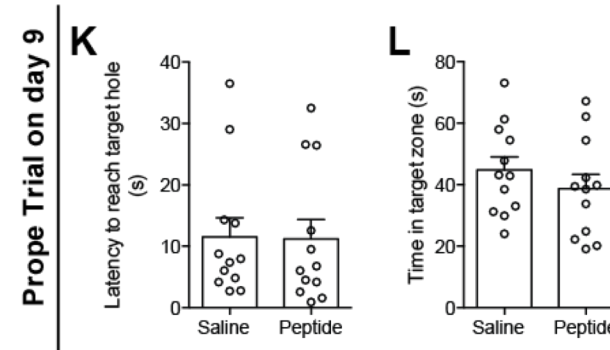 Prope Trial on day 9
K
Latency to reach target hole
(s)
40
30
20
10
0
Saline Peptide
L
Time in target zone (s)
80
60
40
20
0
Saline Peptide